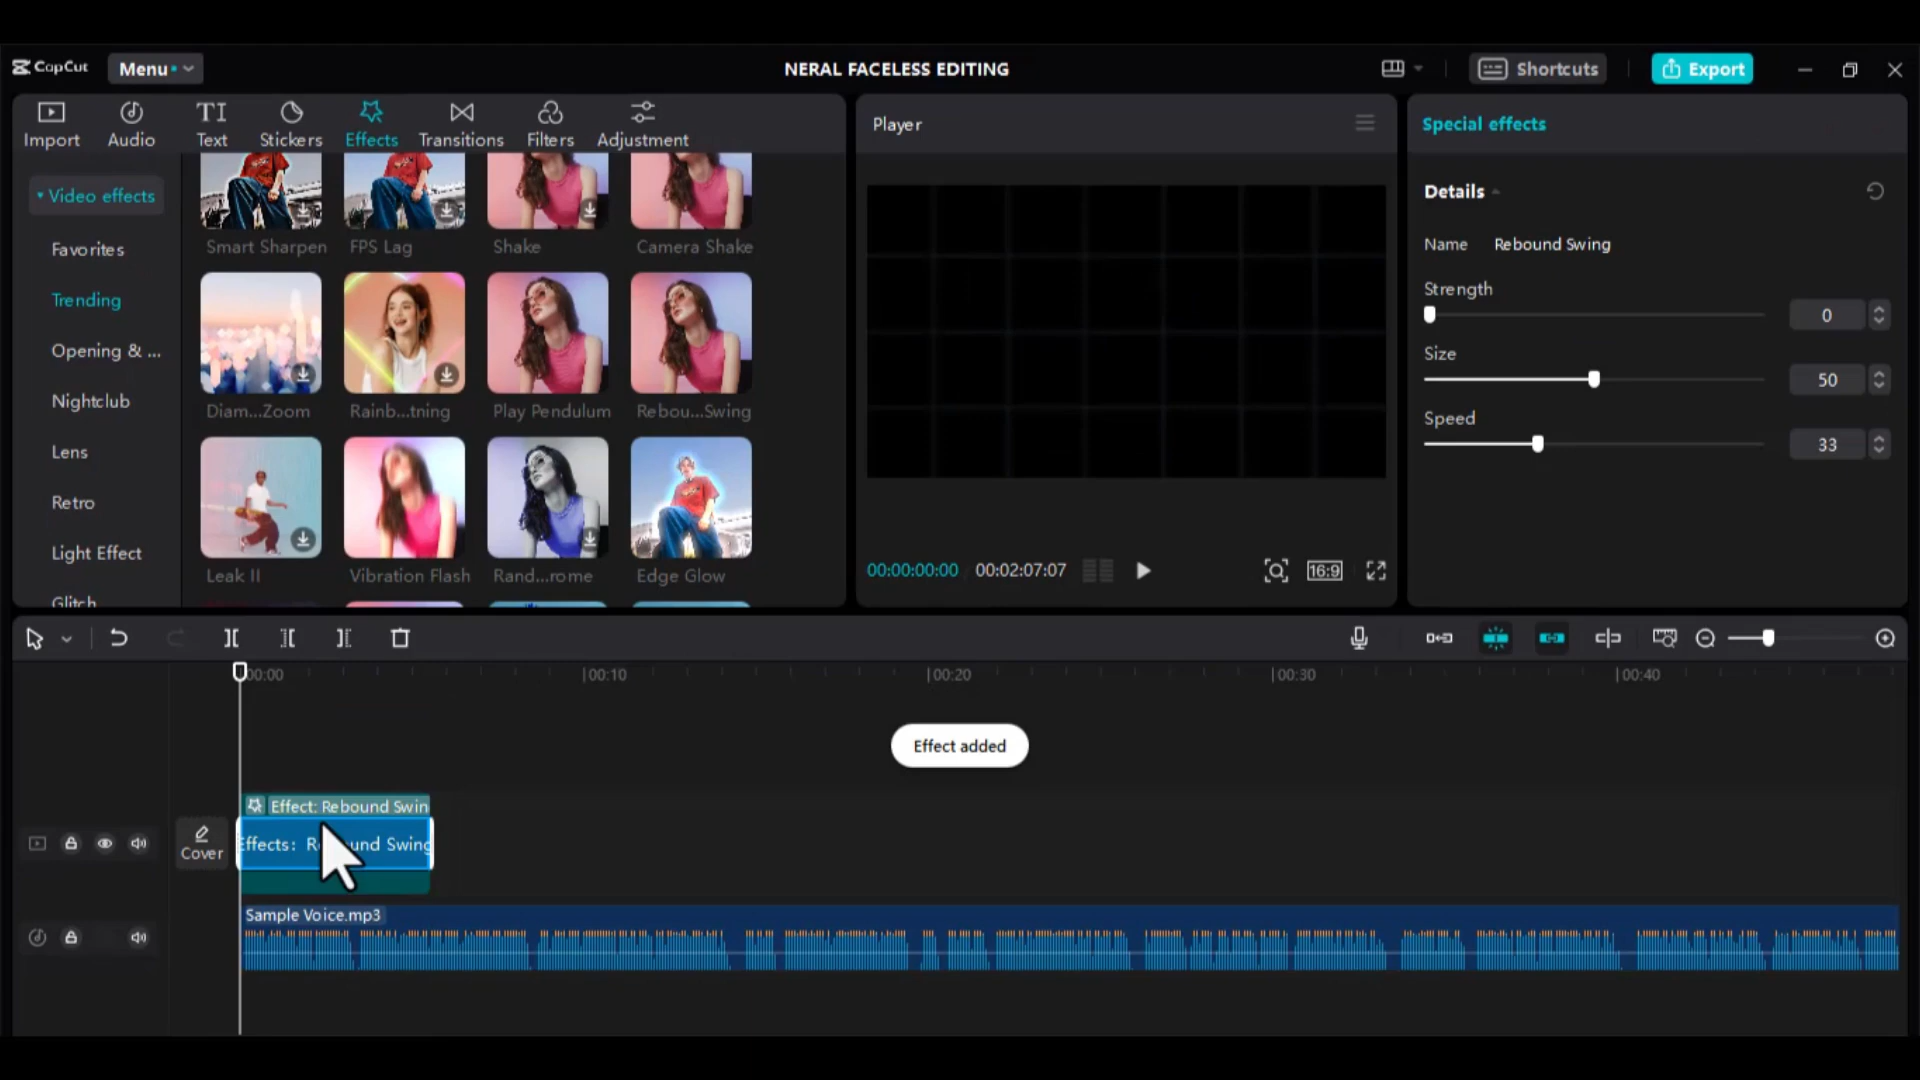 CapCut
Menu
NERAL FACELESS EDITING
Shortcuts
Export
Import
Audio
TI
Text
Stickers
Effects
Transitions
Filters
Adjustment
Player
Special effects
Video effects
Favorites
Trending
Opening & ...
Nightclub
Lens
Retro
Light Effect
Glitch
Smart Sharpen
FPS Lag
Shake
Camera Shake
Diam...Zoom
Rainb...tning
Play Pendulum
Rebou...Swing
Leak II
Vibration Flash
Rand...rome
Edge Glow
00:00:00:00
00:02:07:07
16:9
Details
Name Rebound Swing
Strength
0
Size
50
Speed
33
00:00
00:10
00:20
00:30
00:40
Effect added
Effect: Rebound Swin
Cover
Effects: Swing
Sample Voice.mp3